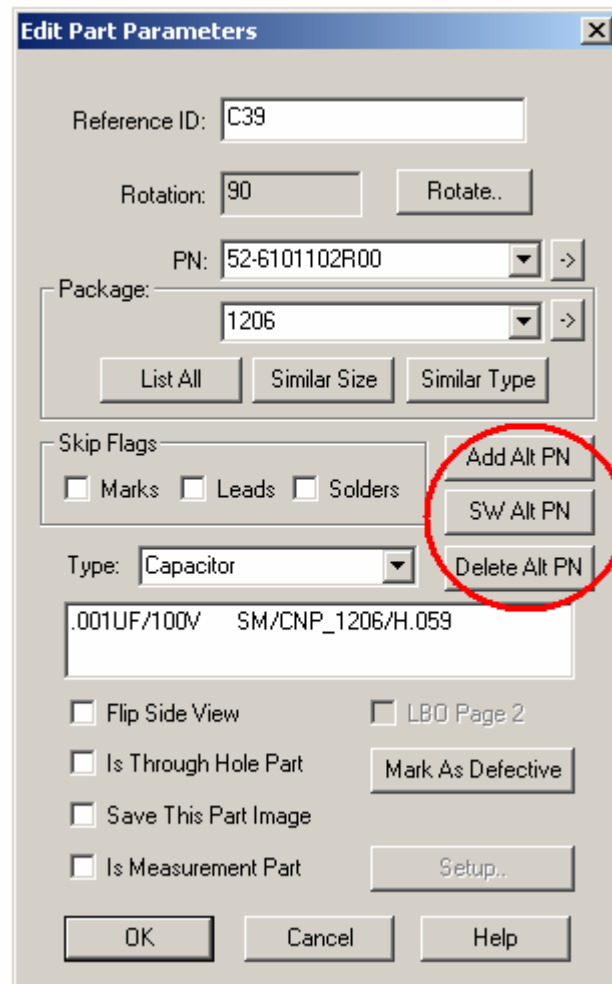 Edit Part Parameters
Reference ID: C39
Rotation: 90 Rotate..
PN: 52-6101102R00 ->
Package:
1206 ->
List All Similar Size Similar Type
Skip Flags
Add Alt PN
Marks Leads Solders
SW Alt PN
Type: Capacitor Delete Alt PN
.001UF/100V SM/CNP_1206/H.059
Flip Side View LBO Page 2
Is Through Hole Part Mark As Defective
Save This Part Image
Is Measurement Part Setup..
OK Cancel Help